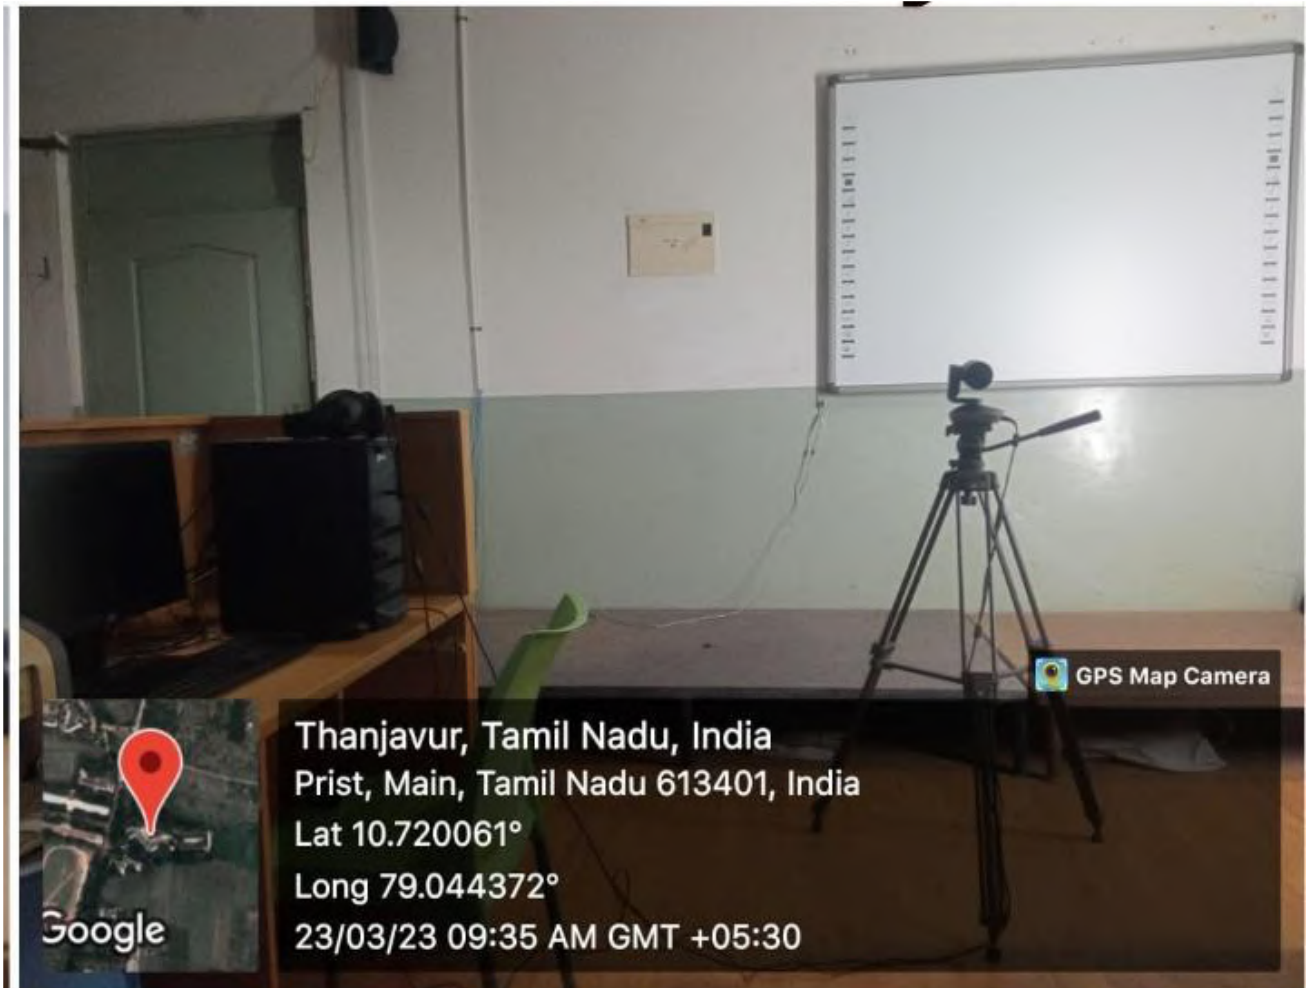 GPS Map Camera
Thanjavur, Tamil Nadu, India
Prist, Main, Tamil Nadu 613401, India
Lat 10.720061°
Long 79.044372°
23/03/23 09:35 AM GMT +05:30
Google